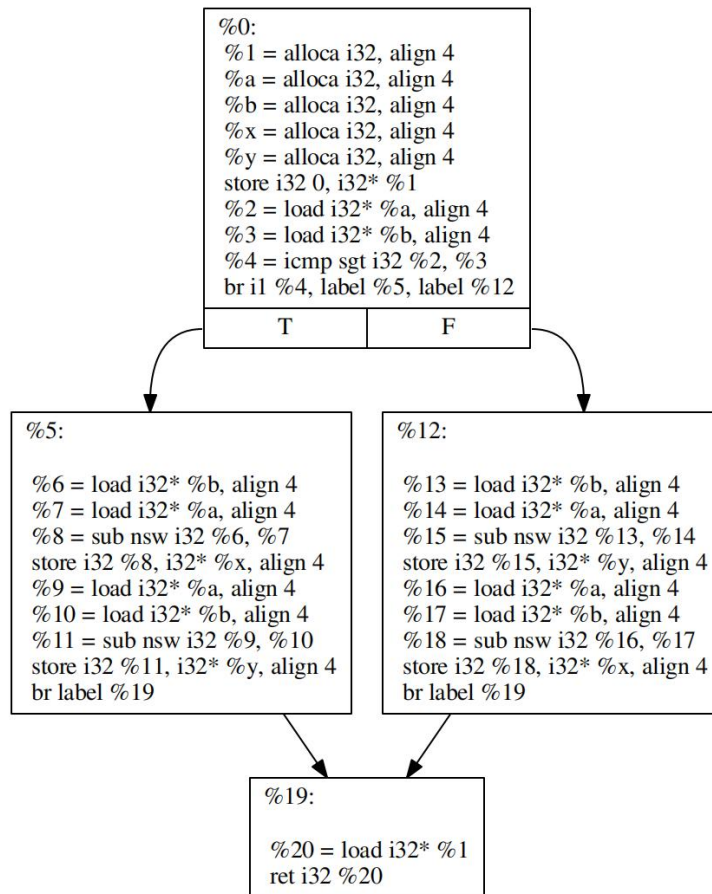 %0:
%1 = alloca i32, align 4
%a = alloca i32, align 4
%b = alloca i32, align 4
%x = alloca i32, align 4
%y = alloca i32, align 4
store i32 0, i32* %1
%2 = load i32* %a, align 4
%3 = load i32* %b, align 4
%4 = icmp sgt i32 %2, %3
br i1 %4, label %5, label %12
T
F
%5:
%6 = load i32* %b, align 4
%7 = load i32* %a, align 4
%8 = sub nsw i32 %6, %7
store i32 %8, i32* %x, align 4
%9 = load i32* %a, align 4
%10 = load i32* %b, align 4
%11 = sub nsw i32 %9, %10
store i32 %11, i32* %y, align 4
br label %19
%12:
%13 = load i32* %b, align 4
%14 = load i32* %a, align 4
%15 = sub nsw i32 %13, %14
store i32 %15, i32* %y, align 4
%16 = load i32* %a, align 4
%17 = load i32* %b, align 4
%18 = sub nsw i32 %16, %17
store i32 %18, i32* %x, align 4
br label %19
%19:
%20 = load i32* %1
ret i32 %20